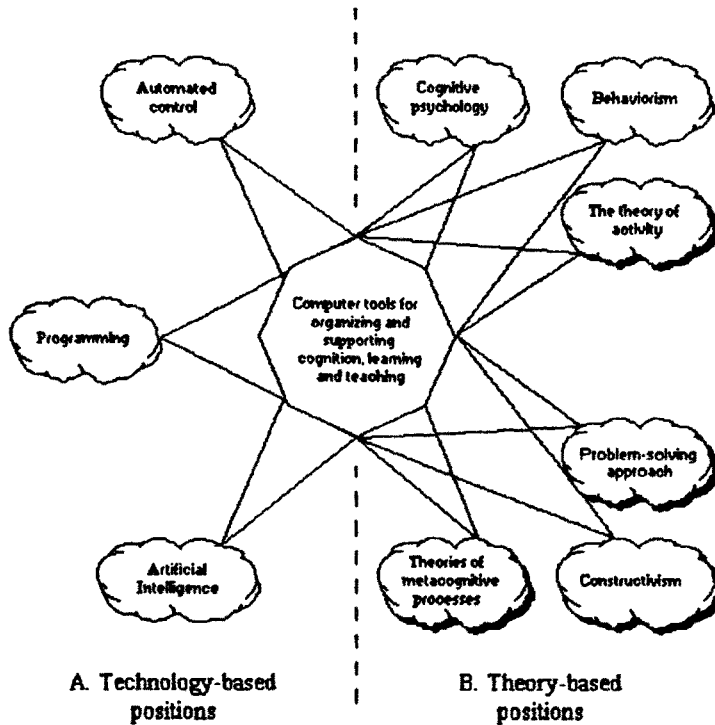 Automated
control
Cognitive
psychology
Behaviorism
The theory of
activity
Programming
Computer tools for
organizing and
supporting
cognition, learning
and teaching
Problem-solving
approach
Artificial
Intelligence
Theories of
metacognitive
processes
Constructivism
A. Technology-based
positions
B. Theory-based
positions